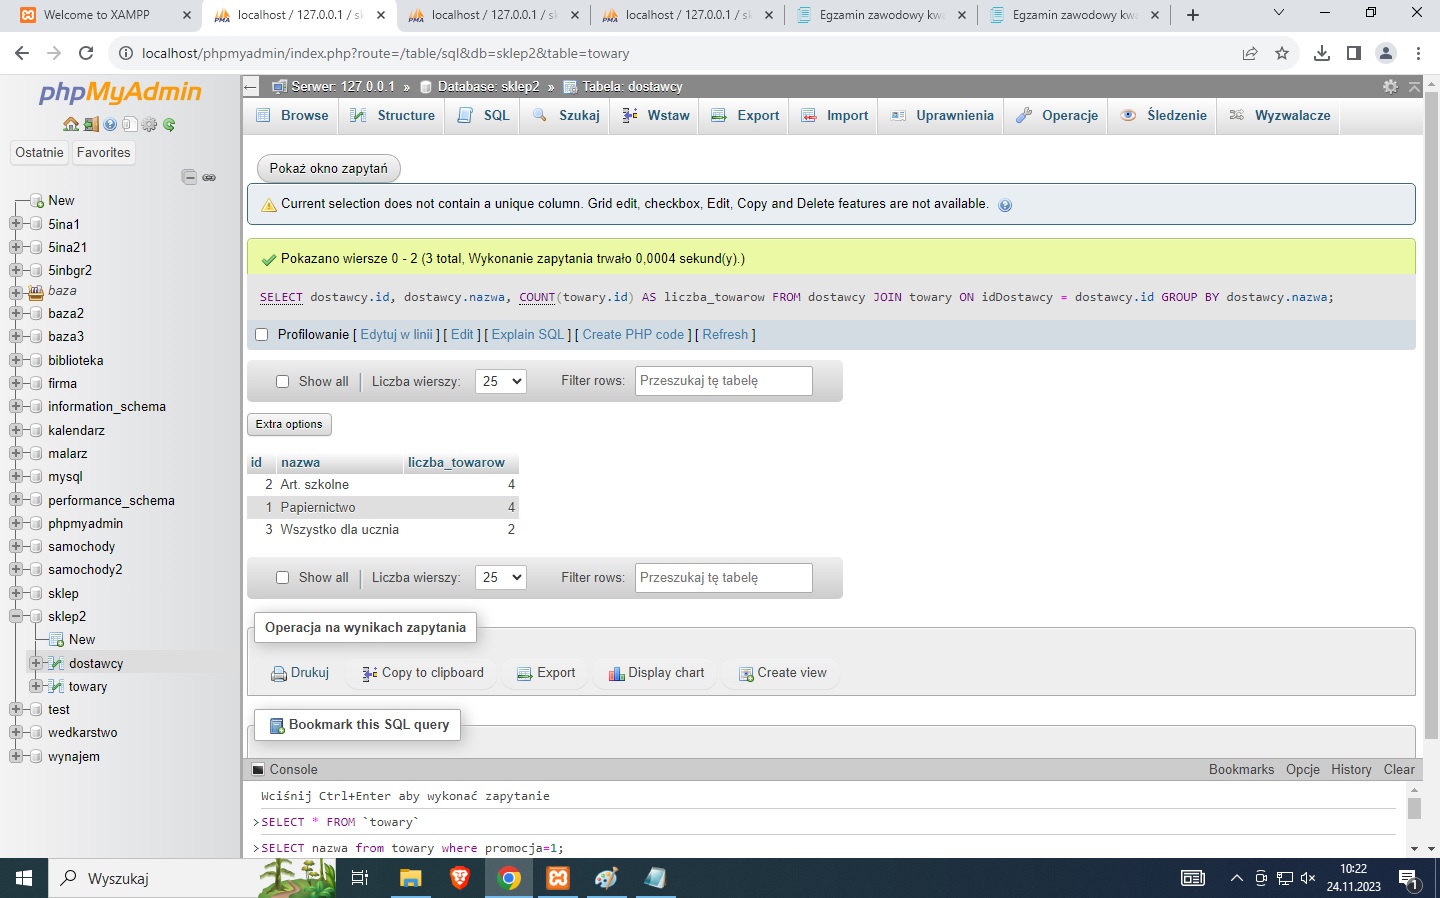 Welcome to XAMPP
localhost / 127.0.0.1 / sk
localhost / 127.0.0.1 / sk
localhost / 127.0.0.1 / sk
Egzamin zawodowy kwa
Egzamin zawodowy kwa
localhost/phpmyadmin/index.php?route=/table/sql&db=sklep2&table=towary
phpMyAdmin
Ostatnie
Favorites
New
5ina1
5ina21
5inbgr2
baza
baza2
baza3
biblioteka
firma
information_schema
kalendarz
malarz
mysql
performance_schema
phpmyadmin
samochody
samochody2
sklep
sklep2
New
dostawcy
towary
test
wedkarstwo
wynajem
Serwer: 127.0.0.1 » Database: sklep2 » Tabela: dostawcy
Browse Structure SQL Szukaj Wstaw Export Import Uprawnienia Operacje Śledzenie Wyzwalacze
Pokaż okno zapytań
Current selection does not contain a unique column. Grid edit, checkbox, Edit, Copy and Delete features are not available.
Pokazano wiersze 0 - 2 (3 total, Wykonanie zapytania trwało 0,0004 sekund(y).)
SELECT dostawcy.id, dostawcy.nazwa, COUNT(towary.id) AS liczba_towarow FROM dostawcy JOIN towary ON idDostawcy = dostawcy.id GROUP BY dostawcy.nazwa;
Profilowanie [ Edytuj w linii ] [ Edit ] [ Explain SQL ] [ Create PHP code ] [ Refresh ]
Show all | Liczba wierszy: 25 Filter rows: Przeszukaj tę tabelę
Extra options
id nazwa liczba_towarow
2 Art. szkolne 4
1 Papiernictwo 4
3 Wszystko dla ucznia 2
Show all | Liczba wierszy: 25 Filter rows: Przeszukaj tę tabelę
Operacja na wynikach zapytania
Drukuj Copy to clipboard Export Display chart Create view
Bookmark this SQL query
Console Bookmarks Opcje History Clear
Wciśnij Ctrl+Enter aby wykonać zapytanie
>SELECT * FROM `towary`
>SELECT nazwa from towary where promocja=1;
Wyszukaj
10:22
24.11.2023
1